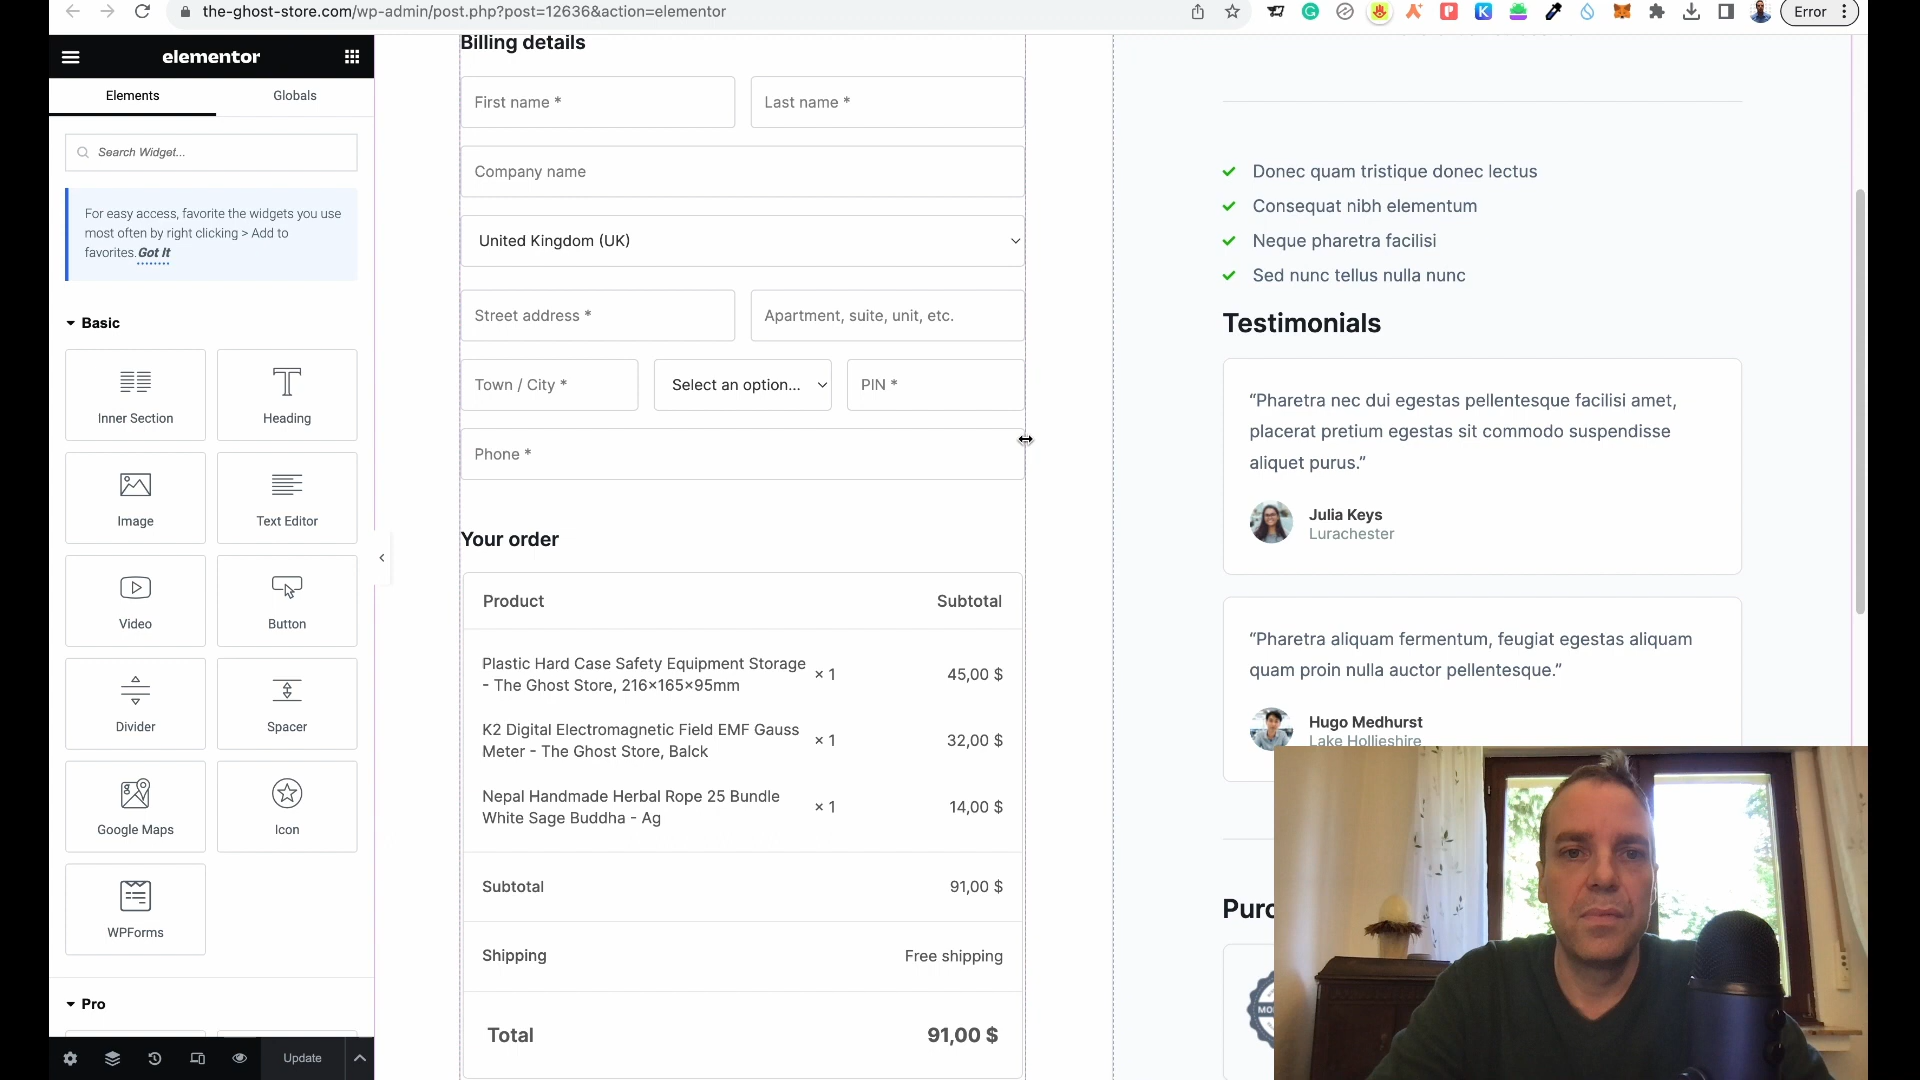 the-ghost-store.com/wp-admin/post.php?post=12636&action=elementor
Error
elementor
Elements
Globals
Search Widget...
For easy access, favorite the widgets you use
most often by right clicking > Add to
favorites. Got It
Basic
Inner Section
Heading
Image
Text Editor
Video
Button
Divider
Spacer
Google Maps
Icon
WPForms
Pro
Update
Billing details
First name *
Last name *
Company name
United Kingdom (UK)
Street address *
Apartment, suite, unit, etc.
Town / City *
Select an option...
PIN *
Phone *
Your order
Product
Subtotal
Plastic Hard Case Safety Equipment Storage
- The Ghost Store, 216×165×95mm
× 1
45,00 $
K2 Digital Electromagnetic Field EMF Gauss
Meter - The Ghost Store, Balck
× 1
32,00 $
Nepal Handmade Herbal Rope 25 Bundle
White Sage Buddha - Ag
× 1
14,00 $
Subtotal
91,00 $
Shipping
Free shipping
Total
91,00 $
Donec quam tristique donec lectus
Consequat nibh elementum
Neque pharetra facilisi
Sed nunc tellus nulla nunc
Testimonials
“Pharetra nec dui egestas pellentesque facilisi amet,
placerat pretium egestas sit commodo suspendisse
aliquet purus.”
Julia Keys
Lurachester
“Pharetra aliquam fermentum, feugiat egestas aliquam
quam proin nulla auctor pellentesque.”
Hugo Medhurst
Lake Hollieshire